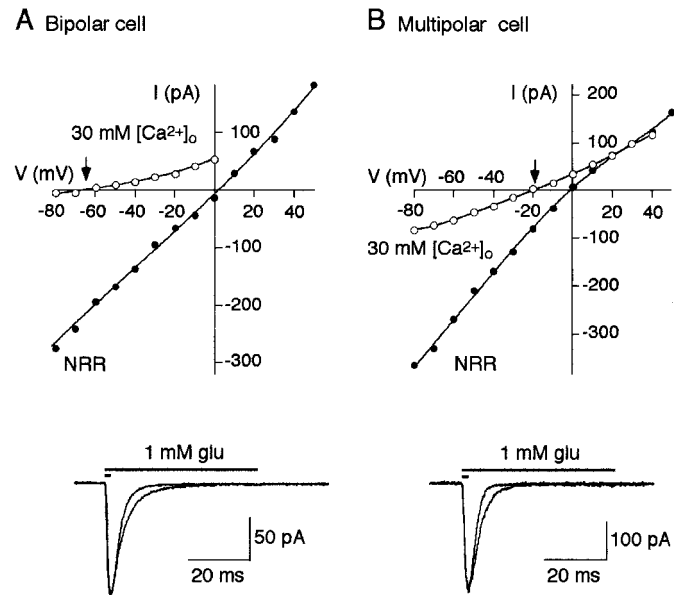 A Bipolar cell
I (pA)
30 mM [Ca²⁺]ₒ
100
V (mV)
-80 -60 -40 -20 20 40
-100
-200
-300
NRR
1 mM glu
50 pA
20 ms
B Multipolar cell
I (pA)
200
100
V (mV) -60 -40
-80 -20 20 40
30 mM [Ca²⁺]ₒ
-100
-200
-300
NRR
1 mM glu
100 pA
20 ms